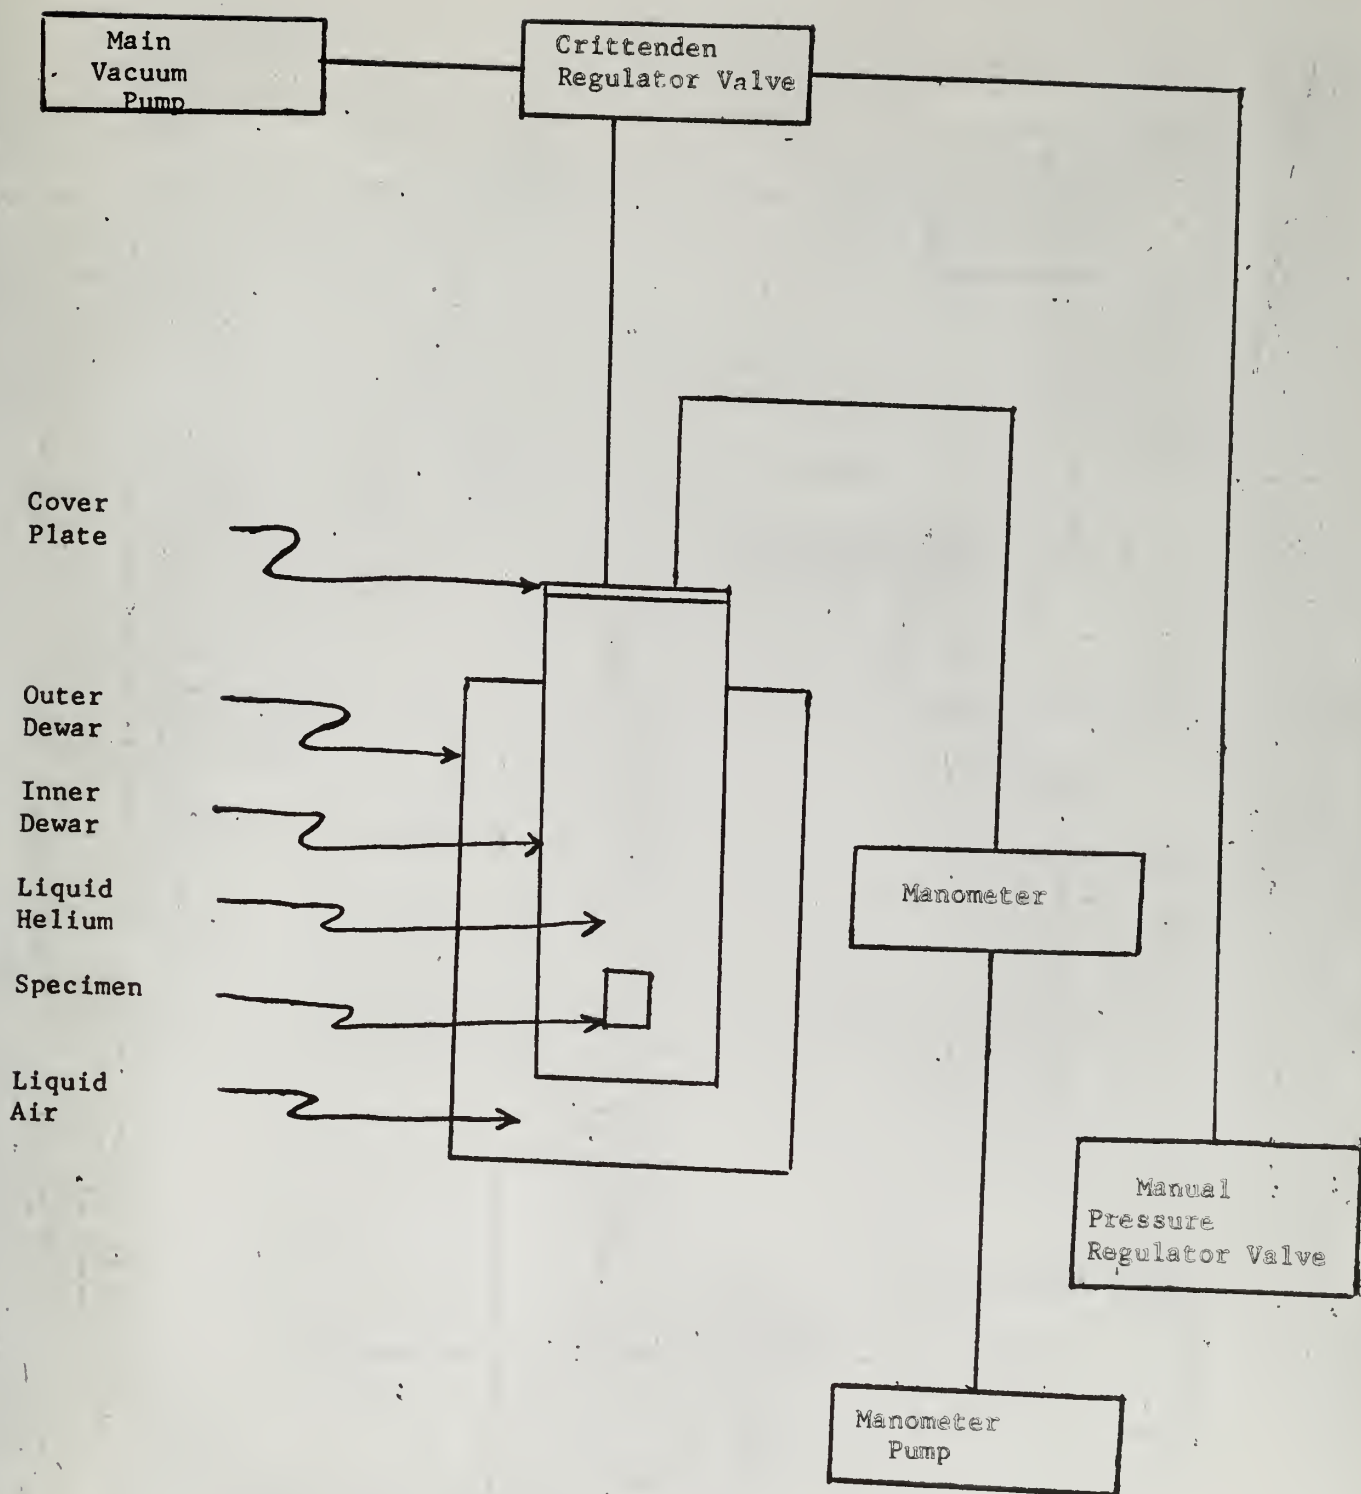 Main
Vacuum
Pump
Crittenden
Regulator Valve
Cover
Plate
Outer
Dewar
Inner
Dewar
Liquid
Helium
Specimen
Liquid
Air
Manometer
Manual
Pressure
Regulator Valve
Manometer
Pump